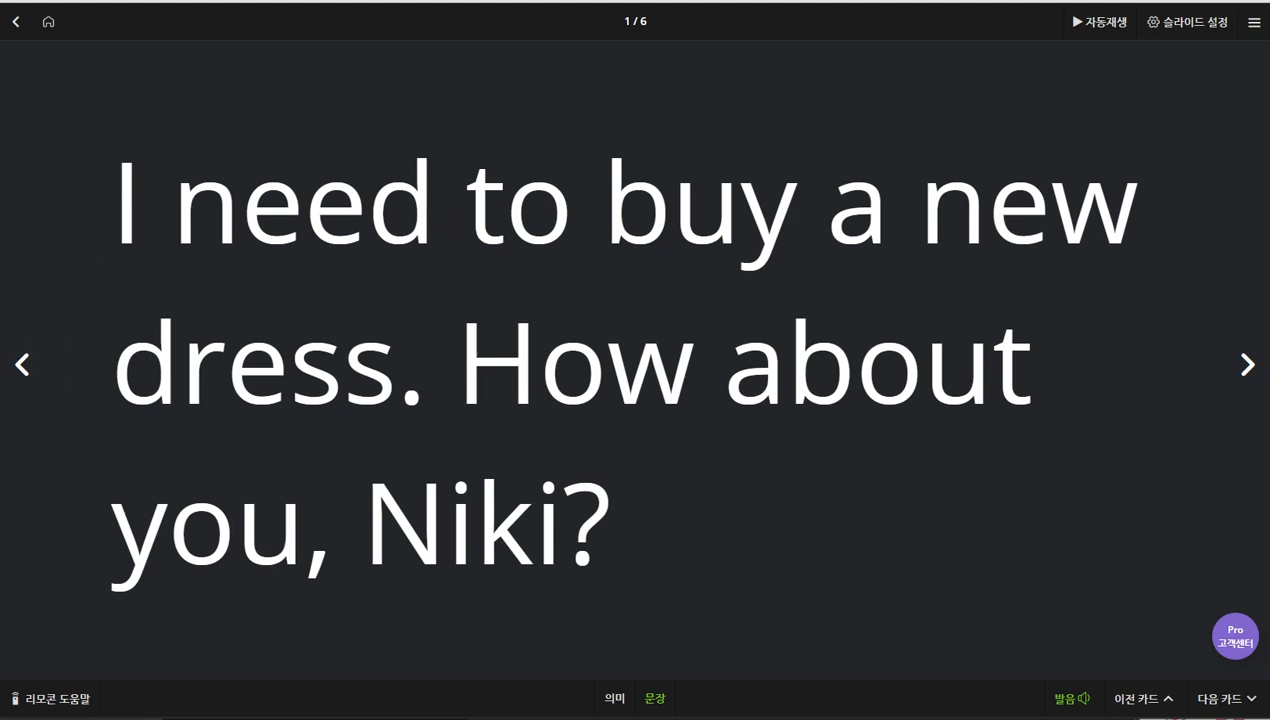 1 / 6
자동재생
슬라이드 설정
I need to buy a new
dress. How about
you, Niki?
Pro
고객센터
리모콘 도움말
의미
문장
발음
이전 카드
다음 카드